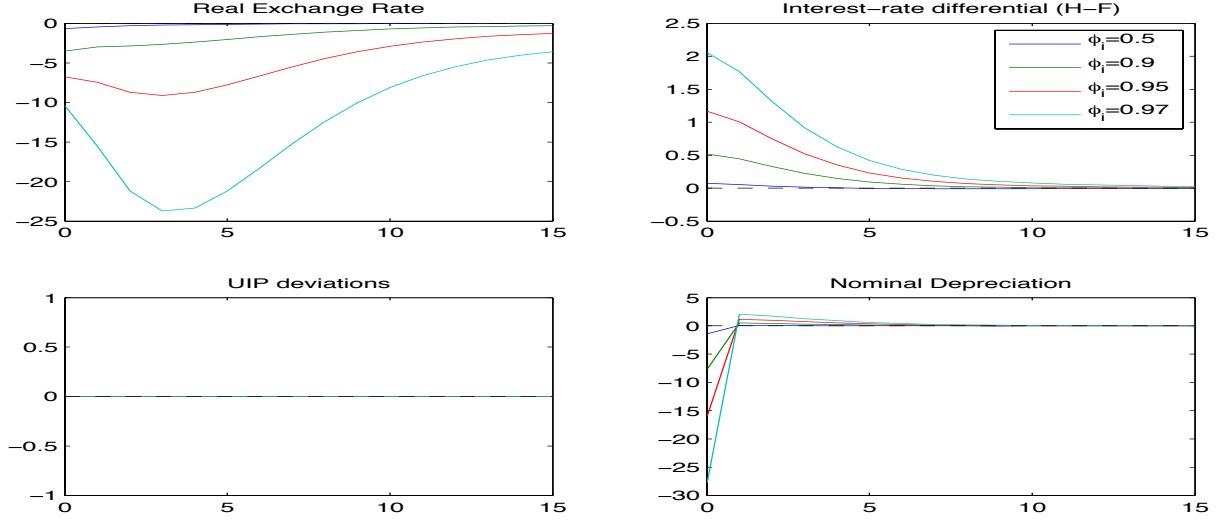 Real Exchange Rate
0
−5
−10
−15
−20
−25
0 5 10 15
Interest−rate differential (H−F)
2.5
2
1.5
1
0.5
0
−0.5
0 5 10 15
ϕi=0.5
ϕi=0.9
ϕi=0.95
ϕi=0.97
UIP deviations
1
0.5
0
−0.5
−1
0 5 10 15
Nominal Depreciation
5
0
−5
−10
−15
−20
−25
−30
0 5 10 15